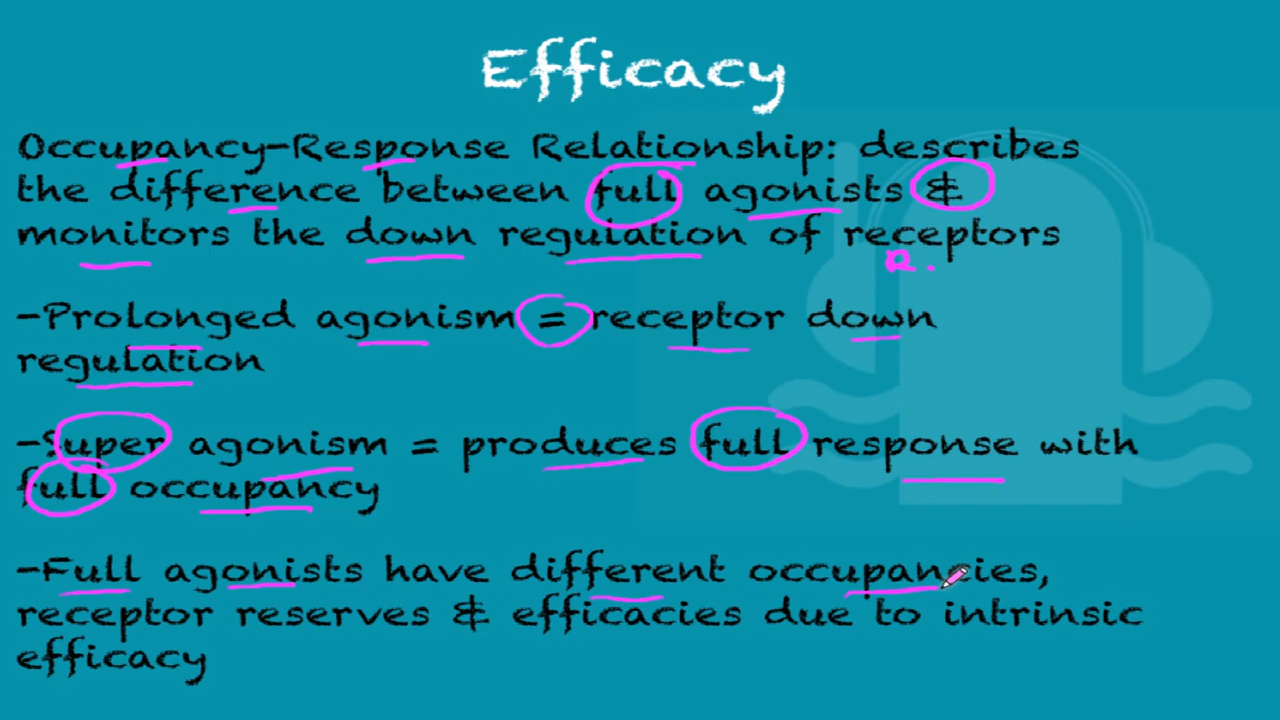 Efficacy
Occupancy-Response Relationship: describes
the difference between full agonists &
monitors the down regulation of receptors
R.
-Prolonged agonism = receptor down
regulation
-Super agonism = produces full response with
full occupancy
-Full agonists have different occupancies,
receptor reserves & efficacies due to intrinsic
efficacy